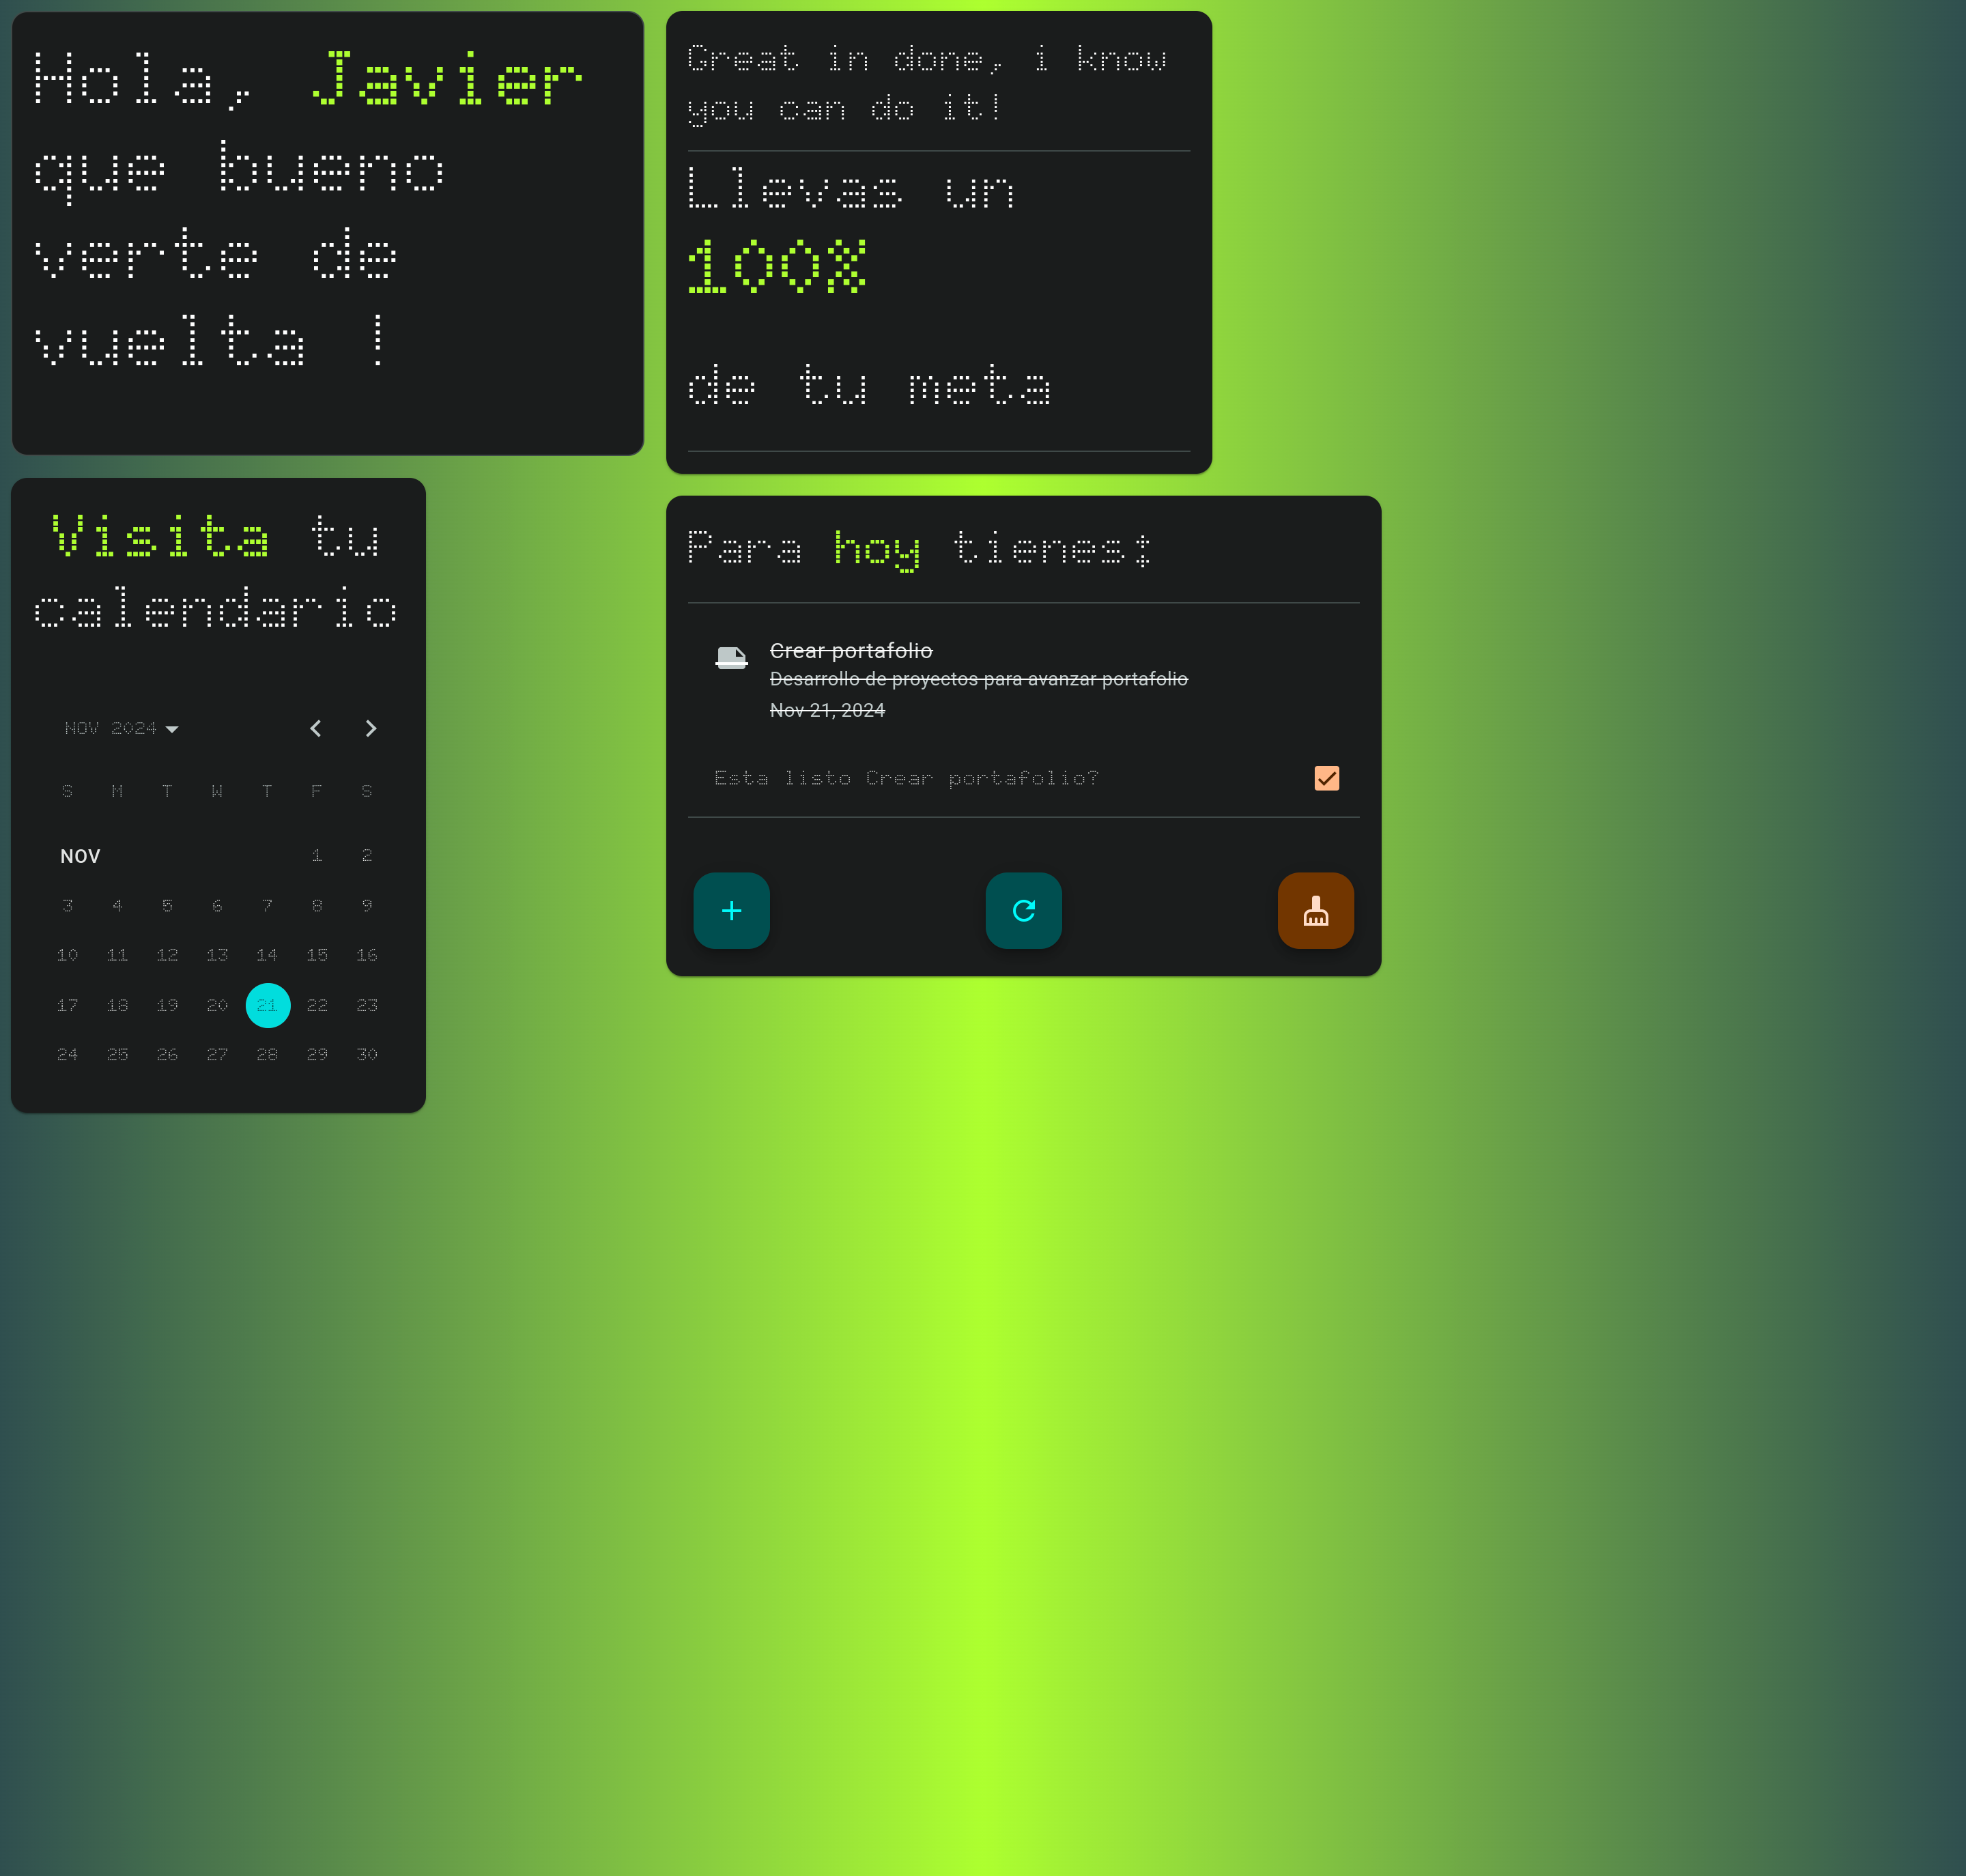 Hola, Javier
que bueno
verte de
vuelta !
Great in done, i know
you can do it!
Llevas un
100%
de tu meta
Visita tu
calendario
NOV 2024
S M T W T F S
NOV 1 2
3 4 5 6 7 8 9
10 11 12 13 14 15 16
17 18 19 20 21 22 23
24 25 26 27 28 29 30
Para hoy tienes:
Crear portafolio
Desarrollo de proyectos para avanzar portafolio
Nov 21, 2024
Esta listo Crear portafolio?